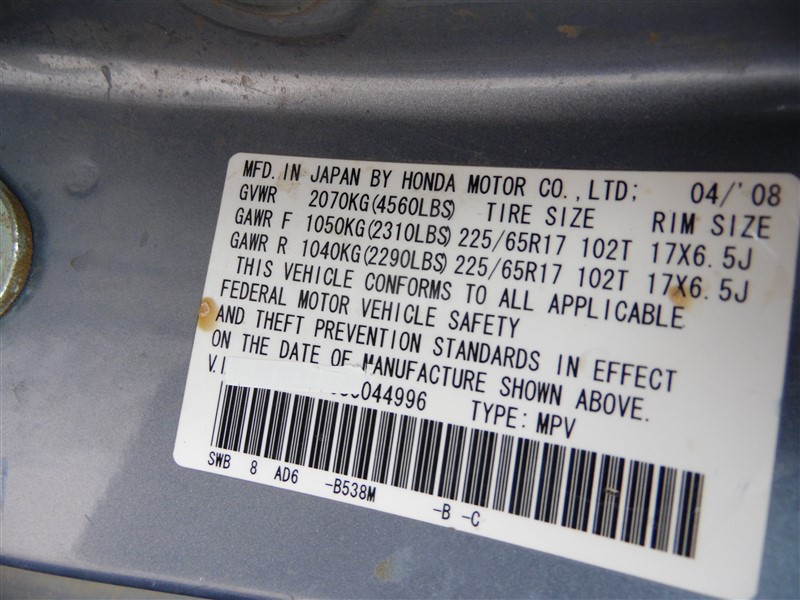 MFD. IN JAPAN BY HONDA MOTOR CO.,LTD; 04/'08
GVWR 2070KG(4560LBS) TIRE SIZE RIM SIZE
GAWR F 1050KG(2310LBS) 225/65R17 102T 17X6.5J
GAWR R 1040KG(2290LBS) 225/65R17 102T 17X6.5J
THIS VEHICLE CONFORMS TO ALL APPLICABLE
FEDERAL MOTOR VEHICLE SAFETY
AND THEFT PREVENTION STANDARDS IN EFFECT
ON THE DATE OF MANUFACTURE SHOWN ABOVE.
V.I 044996 TYPE: MPV
SWB 8 AD6 -B538M -B -C